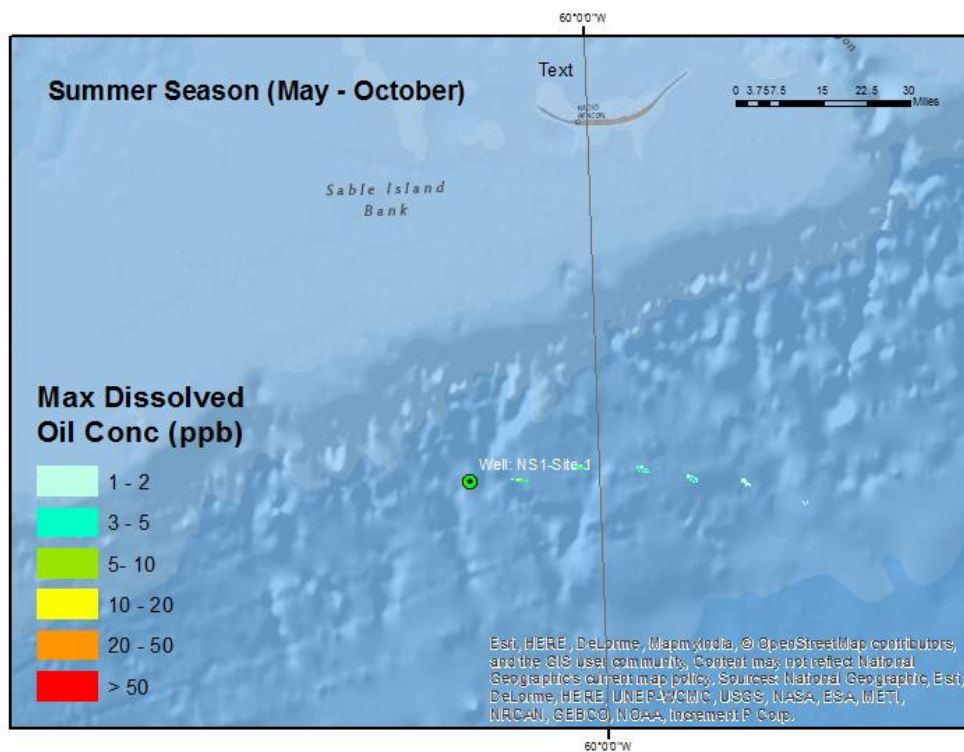 60°0'0"W
Summer Season (May - October)
Text
0 3.757.5 15 22.5 30
Miles
RADIO
BEACON
Sable Island
Bank
Max Dissolved
Oil Conc (ppb)
1 - 2
3 - 5
5- 10
10 - 20
20 - 50
> 50
Well: NS1-Site-1
Esri, HERE, DeLorme, MapmyIndia, © OpenStreetMap contributors,
and the GIS user community, Content may not reflect National
Geographic's current map policy. Sources: National Geographic, Esri,
DeLorme, HERE, UNEP-WCMC, USGS, NASA, ESA, METI,
NRCAN, GEBCO, NOAA, Increment P Corp.
60°0'0"W